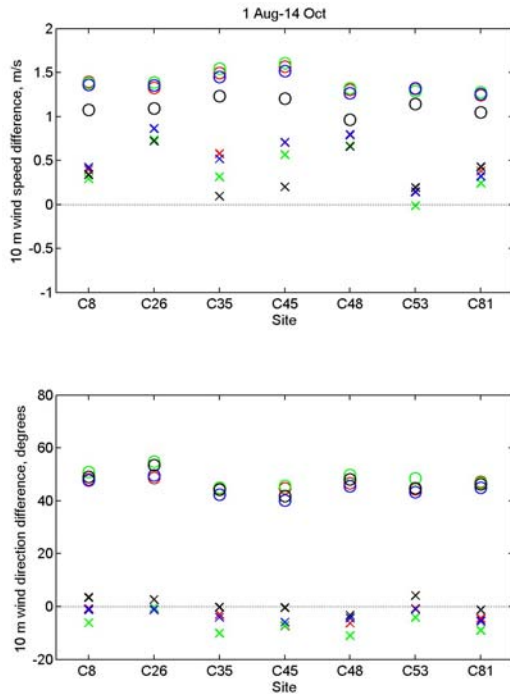 1 Aug-14 Oct
10 m wind speed difference, m/s
2
1.5
1
0.5
0
-0.5
-1
C8 C26 C35 C45 C48 C53 C81
Site
10 m wind direction difference, degrees
80
60
40
20
0
-20
C8 C26 C35 C45 C48 C53 C81
Site